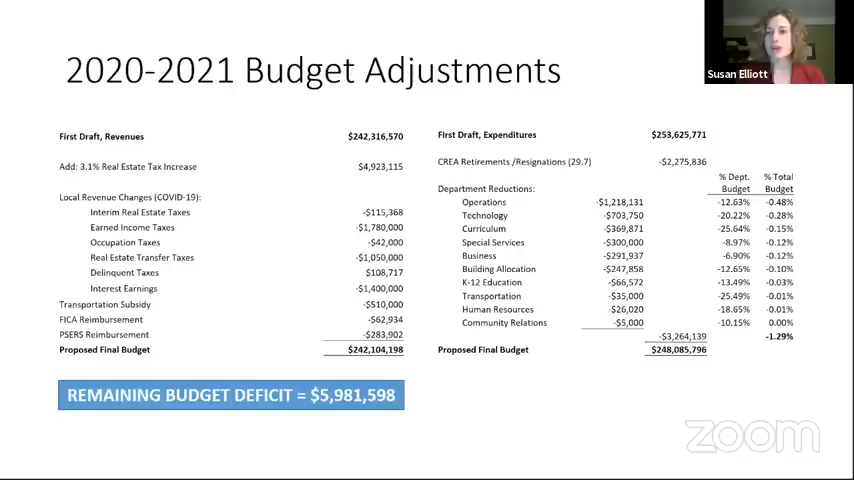 Susan Elliott
2020-2021 Budget Adjustments
First Draft, Revenues $242,316,570
Add: 3.1% Real Estate Tax Increase $4,923,115
Local Revenue Changes (COVID-19):
Interim Real Estate Taxes -$115,368
Earned Income Taxes -$1,780,000
Occupation Taxes -$42,000
Real Estate Transfer Taxes -$1,050,000
Delinquent Taxes $108,717
Interest Earnings -$1,400,000
Transportation Subsidy -$510,000
FICA Reimbursement -$62,934
PSERS Reimbursement -$283,902
Proposed Final Budget $242,104,198
REMAINING BUDGET DEFICIT = $5,981,598
First Draft, Expenditures $253,625,771
CREA Retirements /Resignations (29.7) -$2,275,836
% Dept. % Total
Department Reductions: Budget Budget
Operations -$1,218,131 -12.63% -0.48%
Technology -$703,750 -20.22% -0.28%
Curriculum -$369,871 -25.64% -0.15%
Special Services -$300,000 -8.97% -0.12%
Business -$291,937 -6.90% -0.12%
Building Allocation -$247,858 -12.65% -0.10%
K-12 Education -$66,572 -13.49% -0.03%
Transportation -$35,000 -25.49% -0.01%
Human Resources -$26,020 -18.65% -0.01%
Community Relations -$5,000 -10.15% 0.00%
-$3,264,139 -1.29%
Proposed Final Budget $248,085,796
zoom